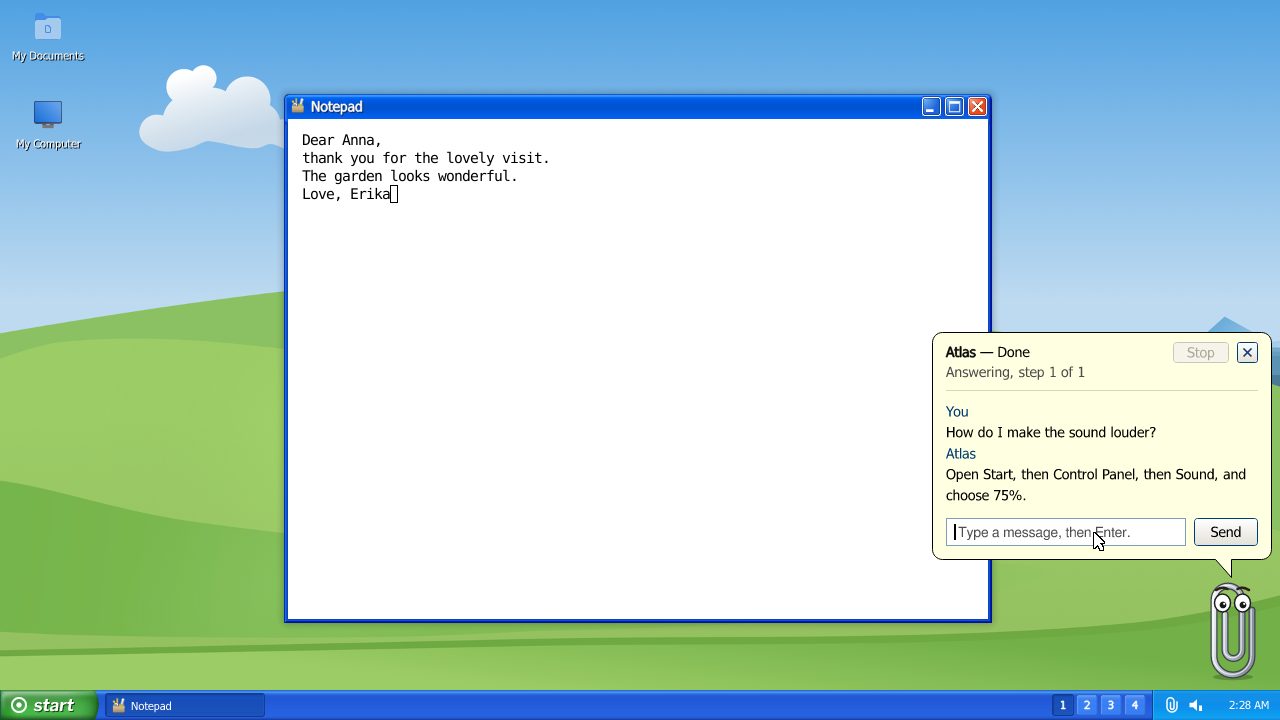 My Documents
My Computer
Notepad
Dear Anna,
thank you for the lovely visit.
The garden looks wonderful.
Love, Erika
Atlas — Done
Stop
Answering, step 1 of 1
You
How do I make the sound louder?
Atlas
Open Start, then Control Panel, then Sound, and
choose 75%.
Type a message, then Enter.
Send
start
Notepad
1 2 3 4
2:28 AM